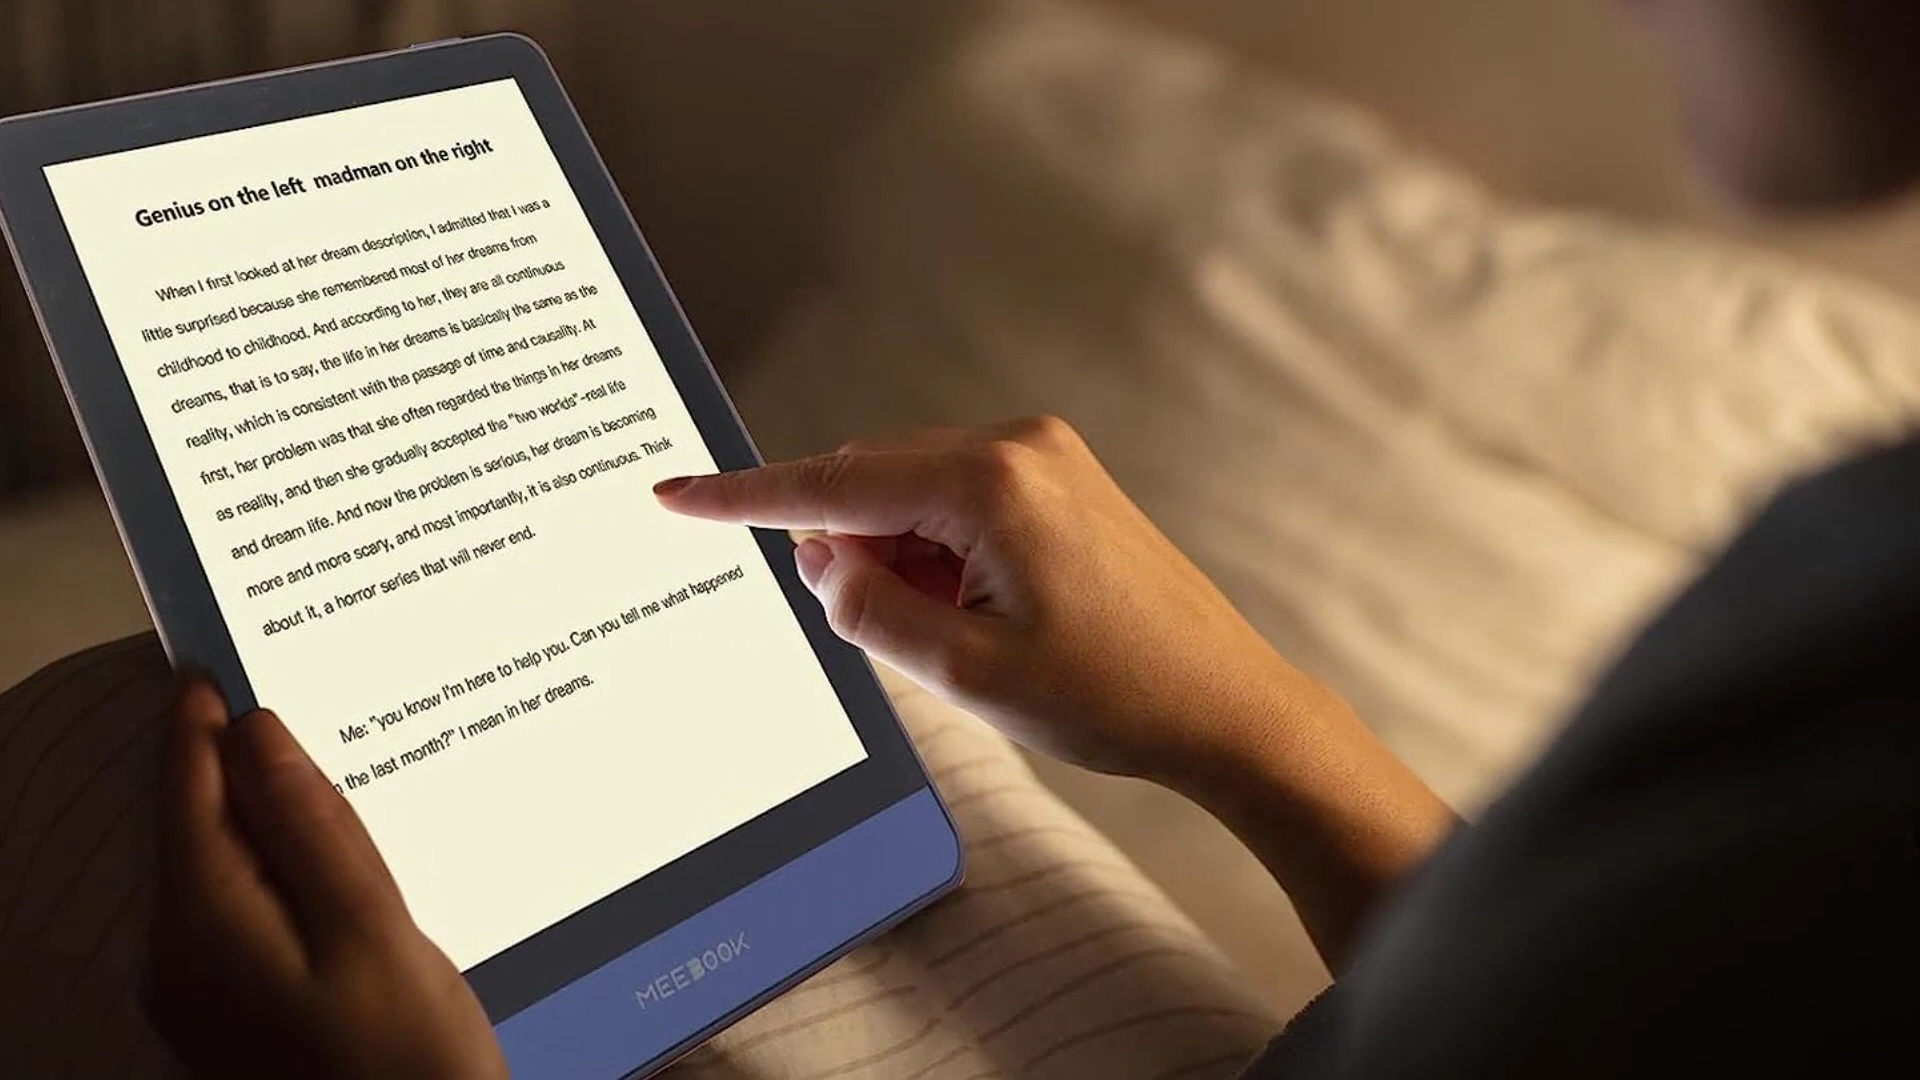 Genius on the left madman on the right
When I first looked at her dream description, I admitted that I was a
little surprised because she remembered most of her dreams from
childhood to childhood. And according to her, they are all continuous
dreams, that is to say, the life in her dreams is basically the same as the
reality, which is consistent with the passage of time and causality. At
first, her problem was that she often regarded the things in her dreams
as reality, and then she gradually accepted the "two worlds"-real life
and dream life. And now the problem is serious, her dream is becoming
more and more scary, and most importantly, it is also continuous. Think
about it, a horror series that will never end.
Me: "you know I'm here to help you. Can you tell me what happened
the last month?" I mean in her dreams.
MEEBOOK